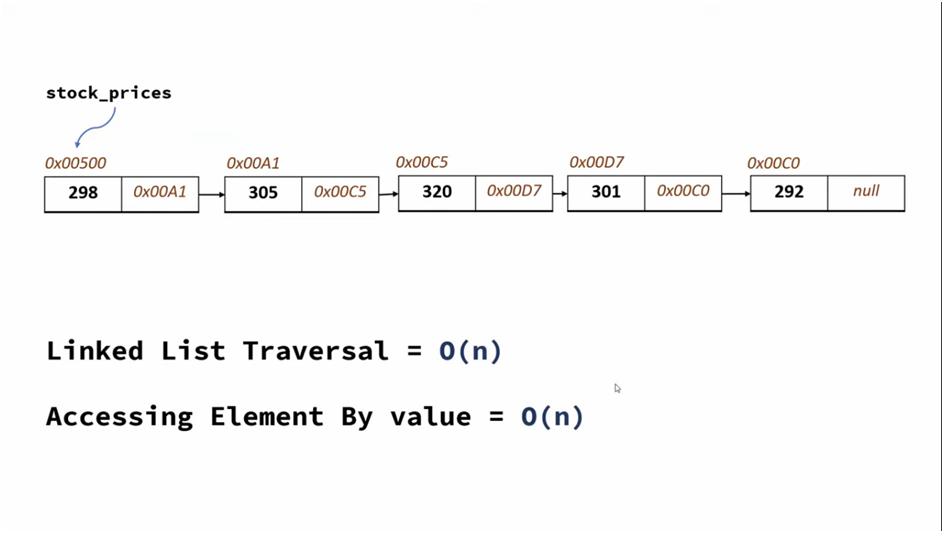 stock_prices
0x00500 0x00A1 0x00C5 0x00D7 0x00C0
298 0x00A1 305 0x00C5 320 0x00D7 301 0x00C0 292 null
Linked List Traversal = O(n)
Accessing Element By value = O(n)